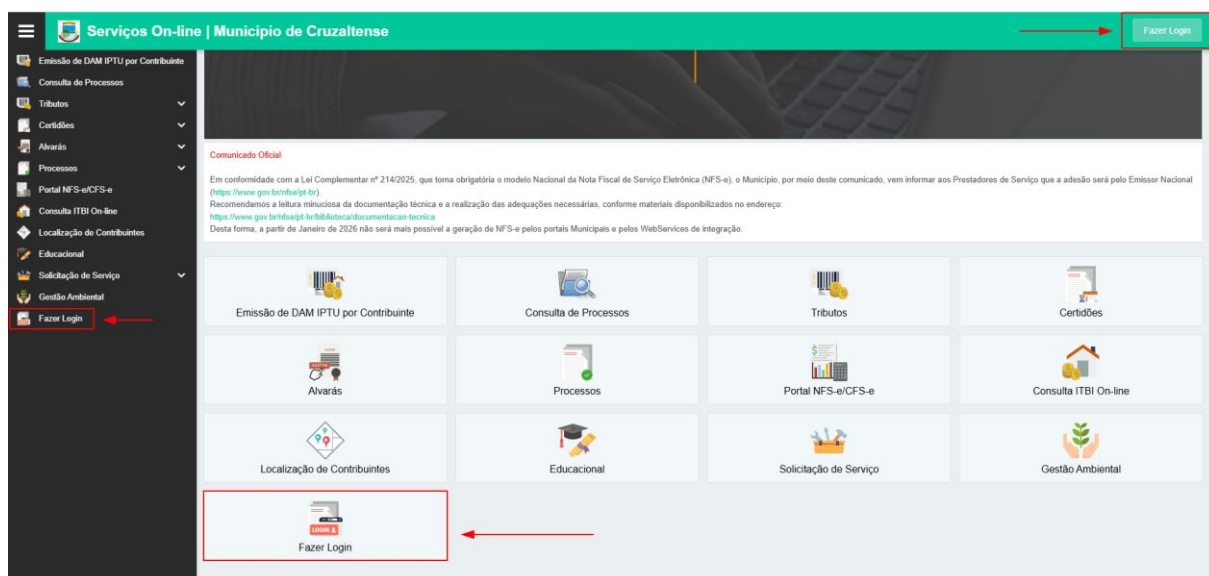 Serviços On-line | Município de Cruzaltense
Fazer Login
Emissão de DAM IPTU por Contribuinte
Consulta de Processos
Tributos
Certidões
Alvarás
Processos
Portal NFS-e/CFS-e
Consulta ITBI On-line
Localização de Contribuintes
Educacional
Solicitação de Serviço
Gestão Ambiental
Fazer Login
Comunicado Oficial
Em conformidade com a Lei Complementar nº 214/2025, que torna obrigatória o modelo Nacional da Nota Fiscal de Serviço Eletrônica (NFS-e), o Município, por meio deste comunicado, vem informar aos Prestadores de Serviço que a adesão será pelo Emissor Nacional
(https://www.gov.br/nfse/pt-br).
Recomendamos a leitura minuciosa da documentação técnica e a realização das adequações necessárias, conforme materiais disponibilizados no endereço:
https://www.gov.br/nfse/pt-br/biblioteca/documentacao-tecnica
Desta forma, a partir de Janeiro de 2026 não será mais possível a geração de NFS-e pelos portais Municipais e pelos WebServices de integração.
Emissão de DAM IPTU por Contribuinte
Consulta de Processos
Tributos
Certidões
Alvarás
Processos
Portal NFS-e/CFS-e
Consulta ITBI On-line
Localização de Contribuintes
Educacional
Solicitação de Serviço
Gestão Ambiental
LOGIN
Fazer Login